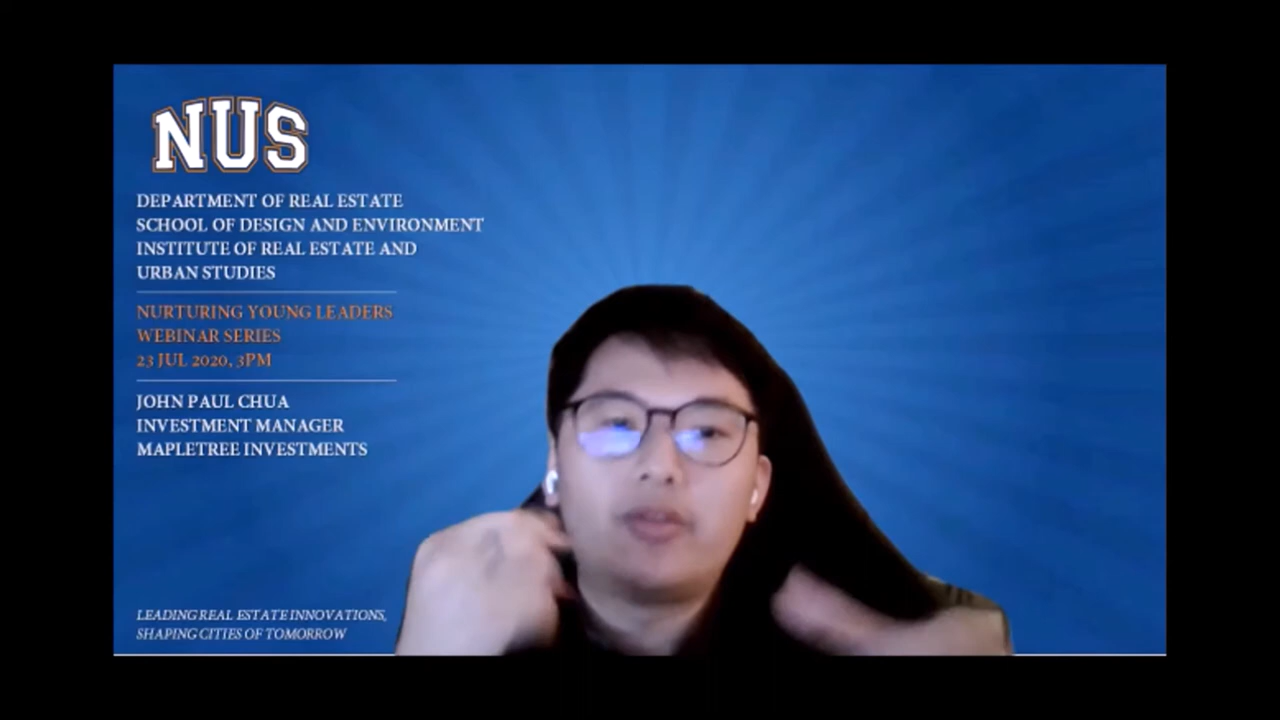 NUS
DEPARTMENT OF REAL ESTATE
SCHOOL OF DESIGN AND ENVIRONMENT
INSTITUTE OF REAL ESTATE AND
URBAN STUDIES
NURTURING YOUNG LEADERS
WEBINAR SERIES
23 JUL 2020, 3PM
JOHN PAUL CHUA
INVESTMENT MANAGER
MAPLETREE INVESTMENTS
LEADING REAL ESTATE INNOVATIONS,
SHAPING CITIES OF TOMORROW